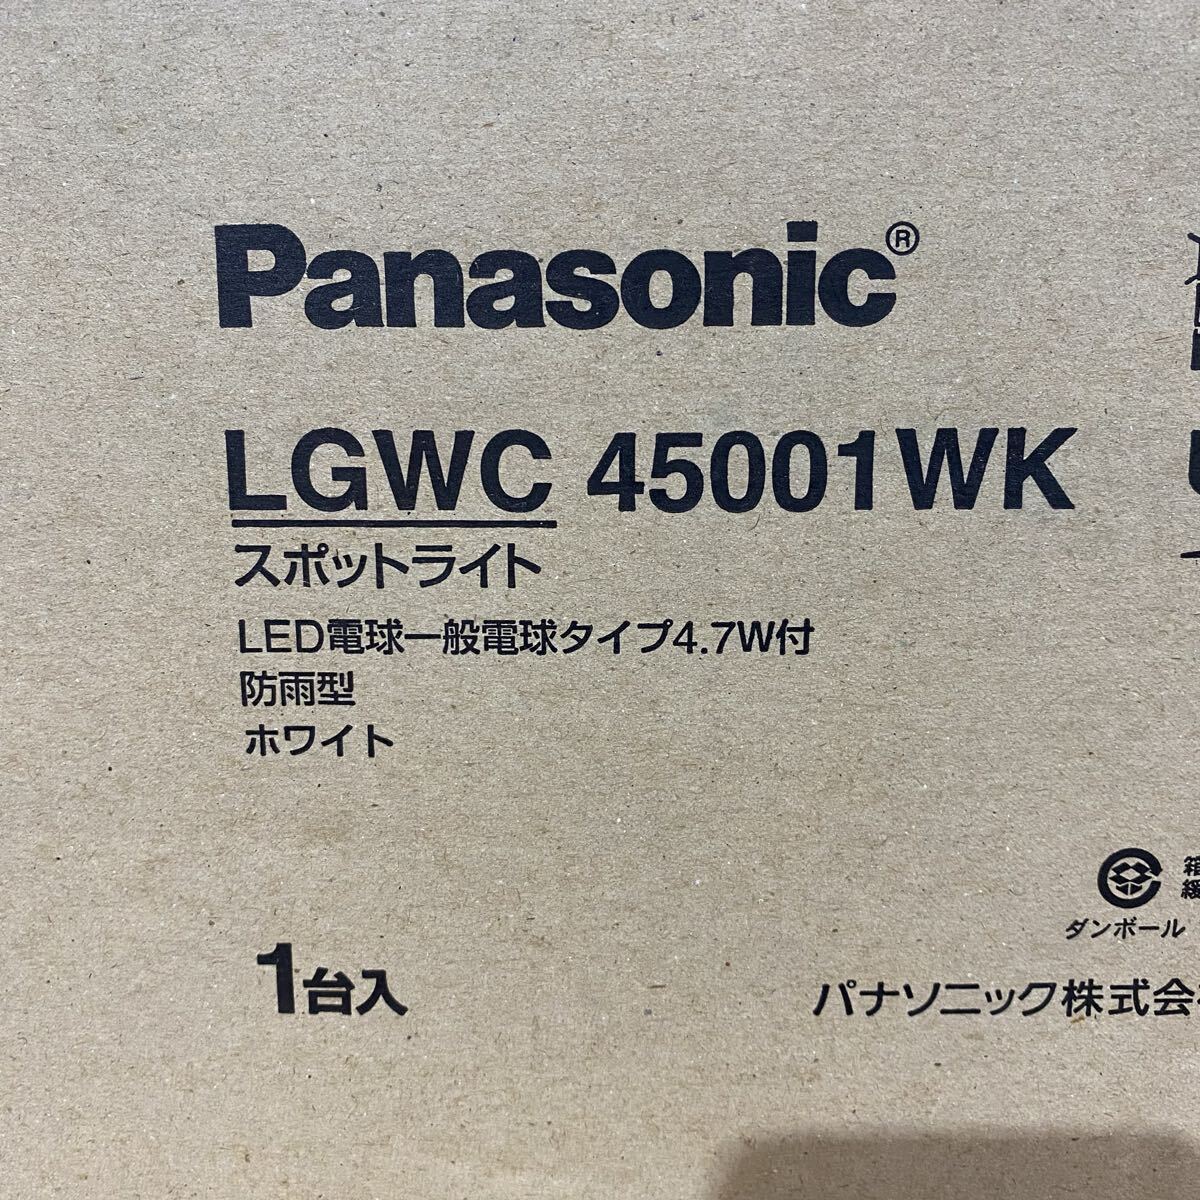 Panasonic®
LGWC 45001WK
スポットライト
LED電球一般電球タイプ4.7W付
防雨型
ホワイト
ダンボール
1台入
パナソニック株式会